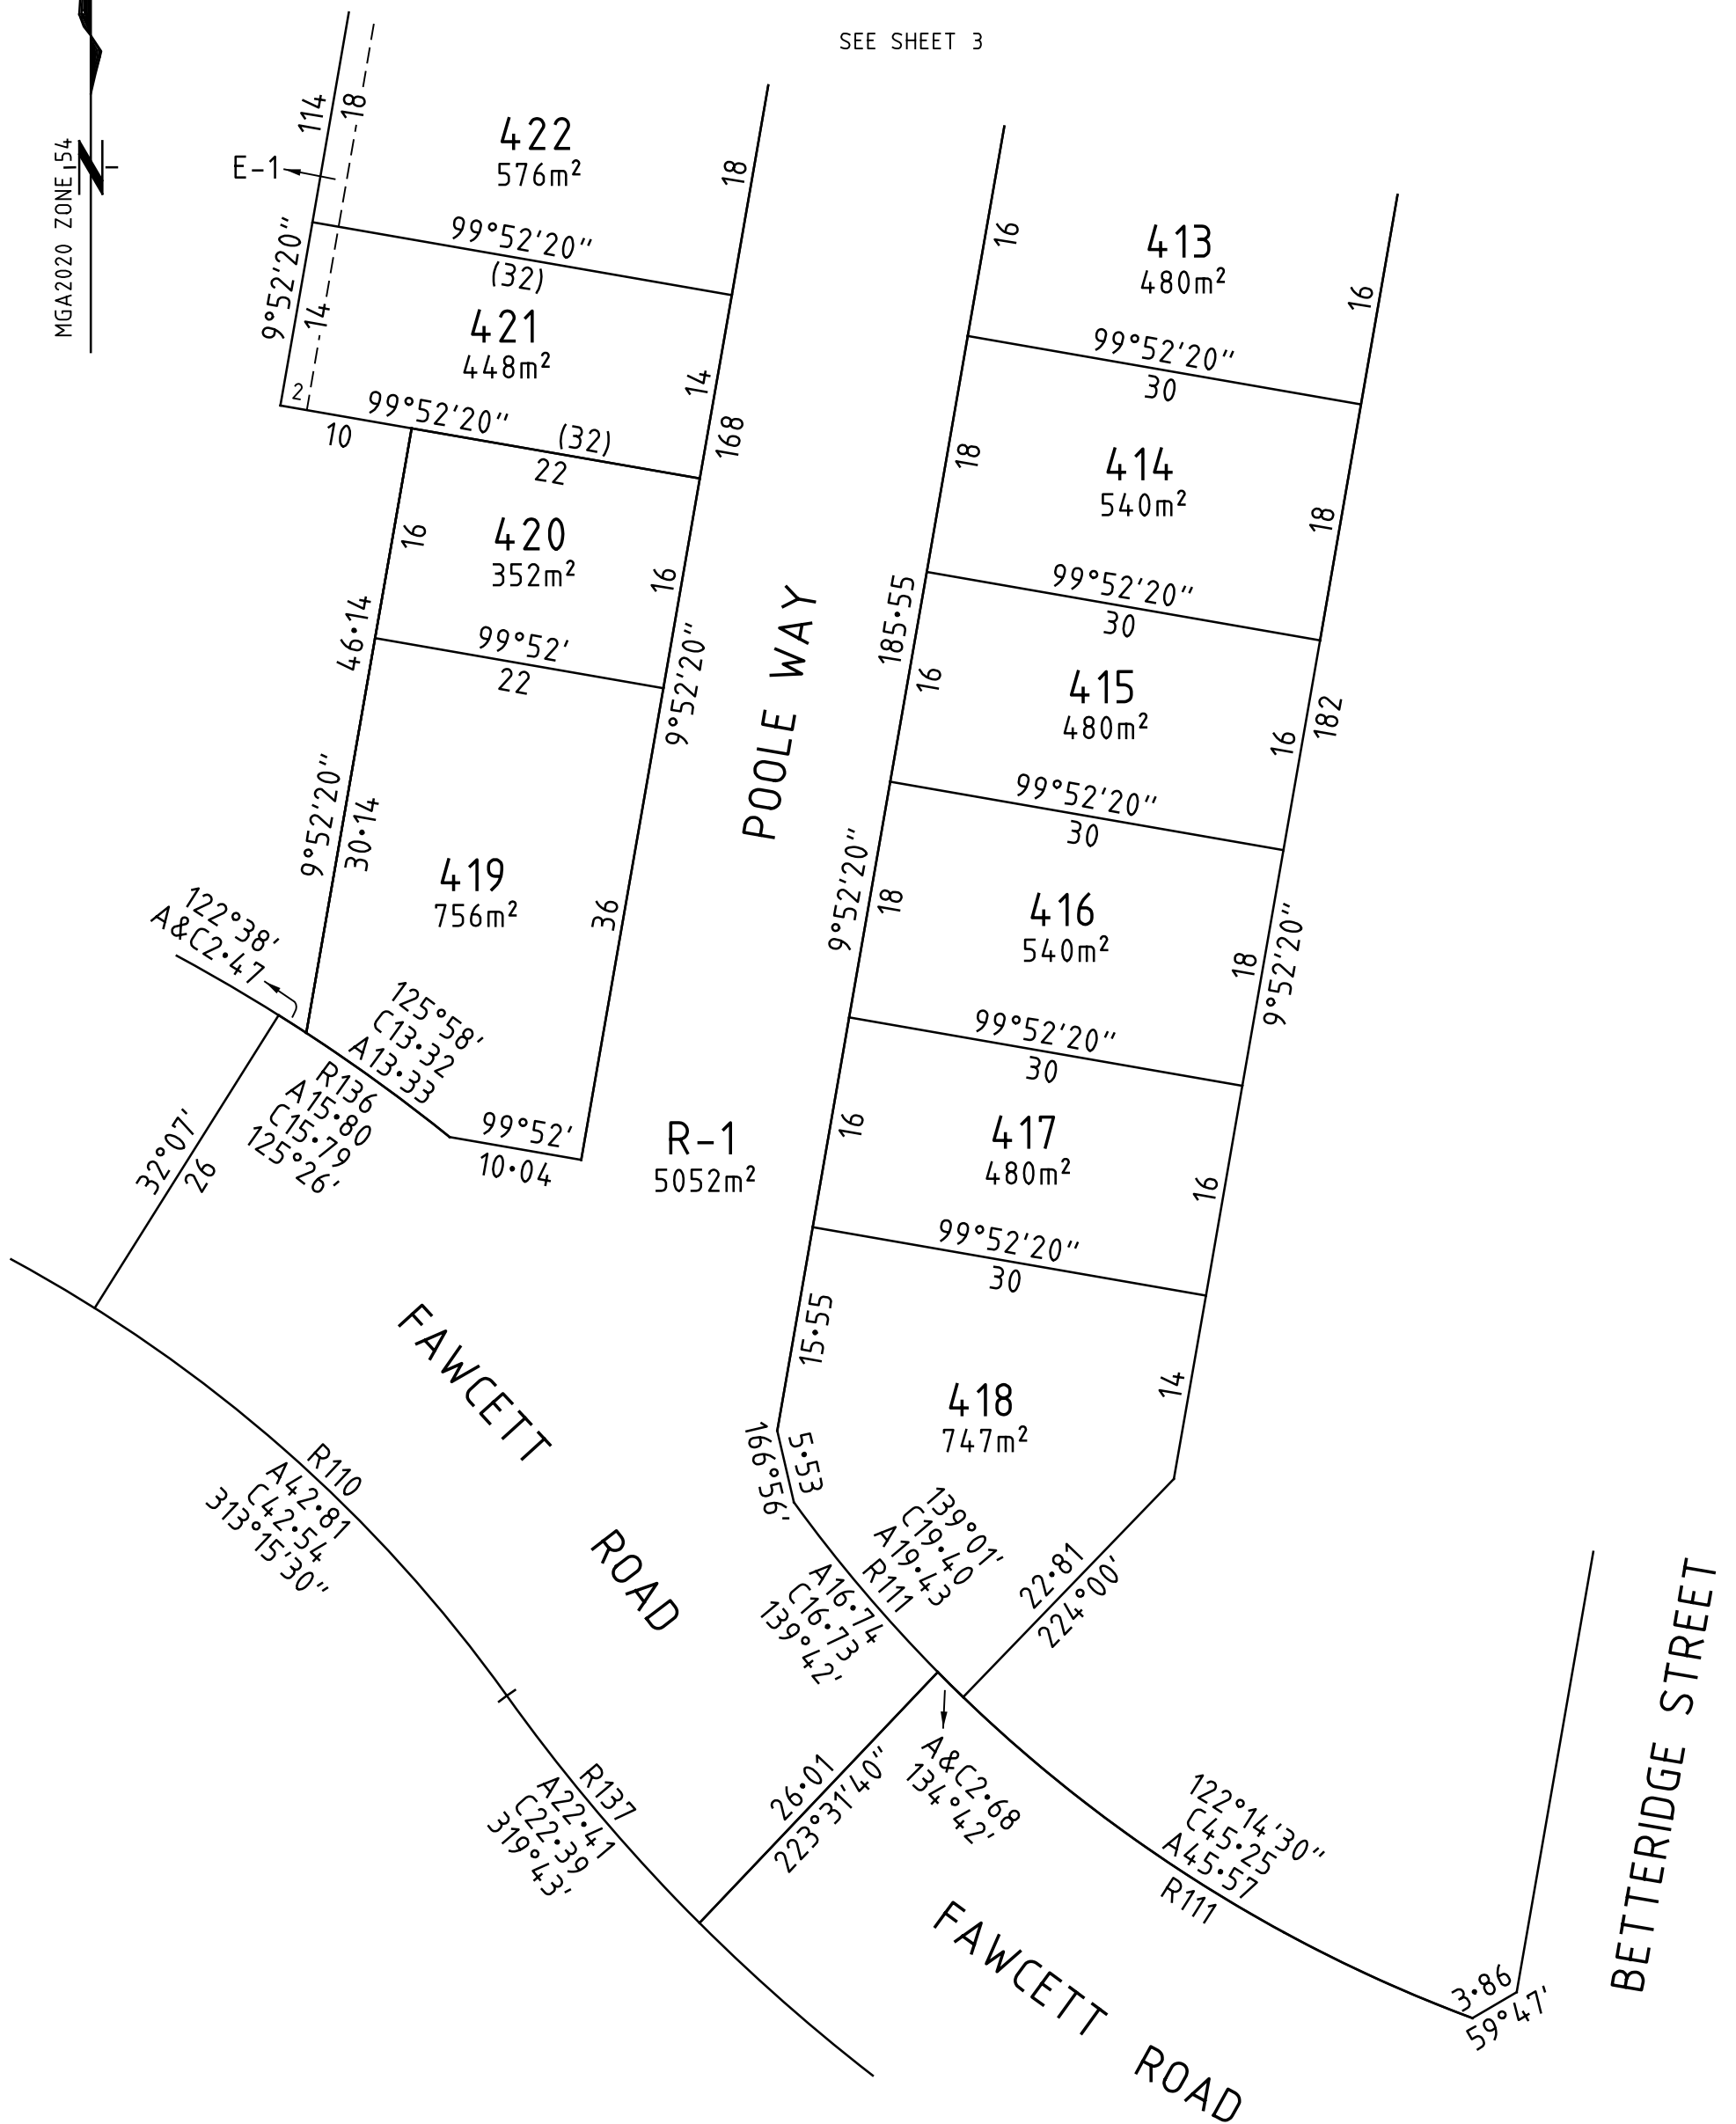 SEE SHEET 3
MGA2020 ZONE 54
N
114
18
E-1
422
576m²
18
99°52'20"
(32)
9°52'20"
14
421
448m²
14
2
99°52'20"
(32)
10
22
168
16
420
352m²
16
46·14
99°52'
22
9°52'20"
9°52'20"
30·14
419
756m²
36
122°38'
A&C2·47
125°58'
C13·32
A13·33
R136
A15·80
C15·79
125°26'
99°52'
10·04
32°07'
26
POOLE WAY
R-1
5052m²
16
413
480m²
16
99°52'20"
30
18
414
540m²
18
99°52'20"
30
185·55
16
415
480m²
16
182
99°52'20"
30
9°52'20"
18
416
540m²
18
9°52'20"
99°52'20"
30
16
417
480m²
16
99°52'20"
30
15·55
418
747m²
14
166°56'
5·53
139°01'
C19·40
A19·43
R111
A16·74
C16·73
139°42'
22·81
224°00'
FAWCETT
ROAD
R110
A42·81
C42·54
313°15'30"
R137
A22·41
C22·39
319°43'
26·01
223°31'40"
A&C2·68
134°42'
122°14'30"
C45·25
A45·57
R111
FAWCETT ROAD
3·86
59°47'
BETTERIDGE STREET